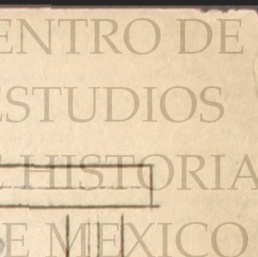 ENTRO DE
ESTUDIOS
E HISTORIA
E MEXICO